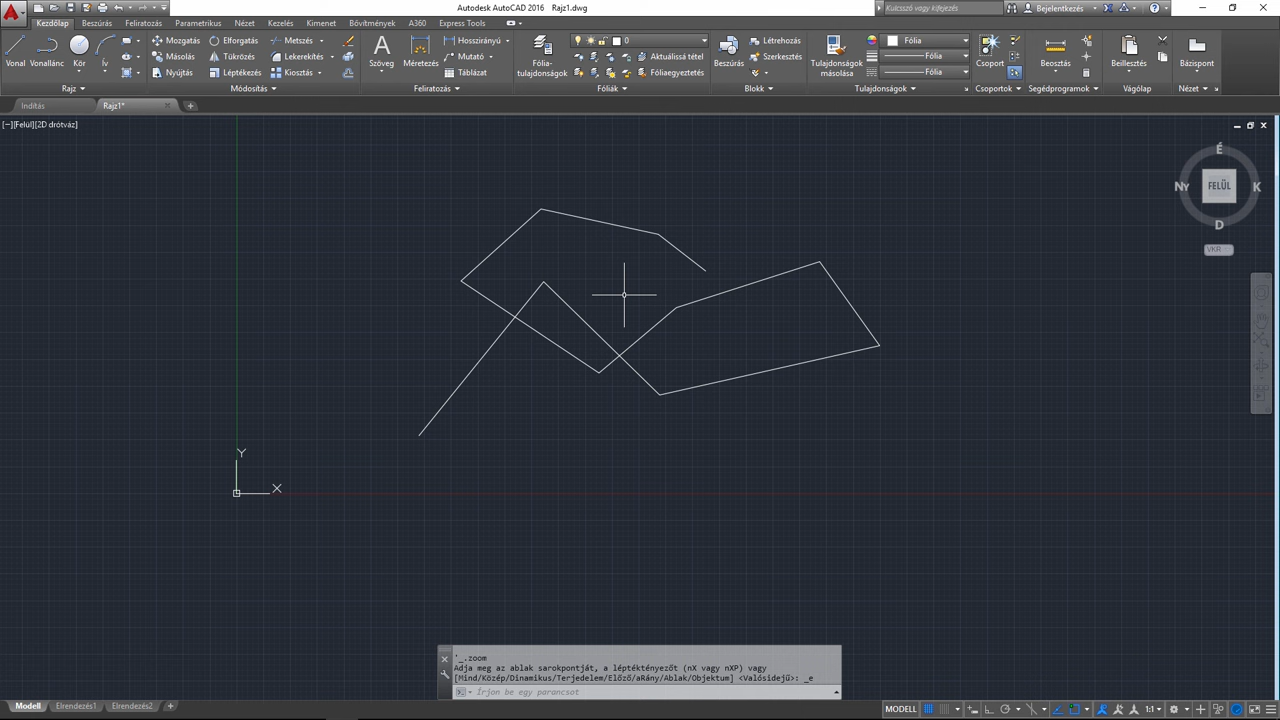 Autodesk AutoCAD 2016 Rajz1.dwg
Kulcsszó vagy kifejezés
Bejelentkezés
Kezdőlap Beszúrás Feliratozás Parametrikus Nézet Kezelés Kimenet Bővítmények A360 Express Tools
Vonal
Vonallánc
Kör
Ív
Mozgatás
Elforgatás
Metszés
Másolás
Tükrözés
Lekerekítés
Nyújtás
Léptékezés
Kiosztás
Szöveg
Méretezés
Hosszirányú
Mutató
Táblázat
Fólia-
tulajdonságok
0
Aktuálissá tétel
Fóliaegyeztetés
Beszúrás
Létrehozás
Szerkesztés
Tulajdonságok
másolása
Fólia
Fólia
Fólia
Csoport
Beosztás
Beillesztés
Bázispont
Rajz
Módosítás
Feliratozás
Fóliák
Blokk
Tulajdonságok
Csoportok
Segédprogramok
Vágólap
Nézet
Indítás
Rajz1*
[−][Felül][2D drótváz]
É
NY
FELÜL
K
D
VKR
Y
X
'_.zoom
Adja meg az ablak sarokpontját, a léptéktényezőt (nX vagy nXP) vagy
[Mind/Közép/Dinamikus/Terjedelem/Előző/aRány/Ablak/Objektum] <Valósidejű>: _e
Írjon be egy parancsot
Modell Elrendezés1 Elrendezés2 +
MODELL
1:1